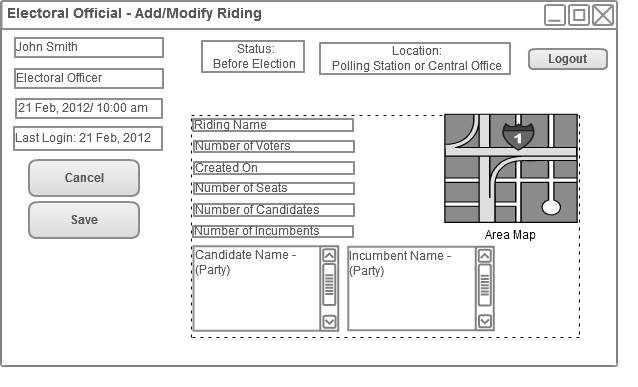 Electoral Official - Add/Modify Riding
John Smith
Electoral Officer
21 Feb, 2012/ 10:00 am
Last Login: 21 Feb, 2012
Cancel
Save
Status:
Before Election
Location:
Polling Station or Central Office
Logout
Riding Name
Number of Voters
Created On
Number of Seats
Number of Candidates
Number of Incumbents
1
Area Map
Candidate Name -
(Party)
Incumbent Name -
(Party)